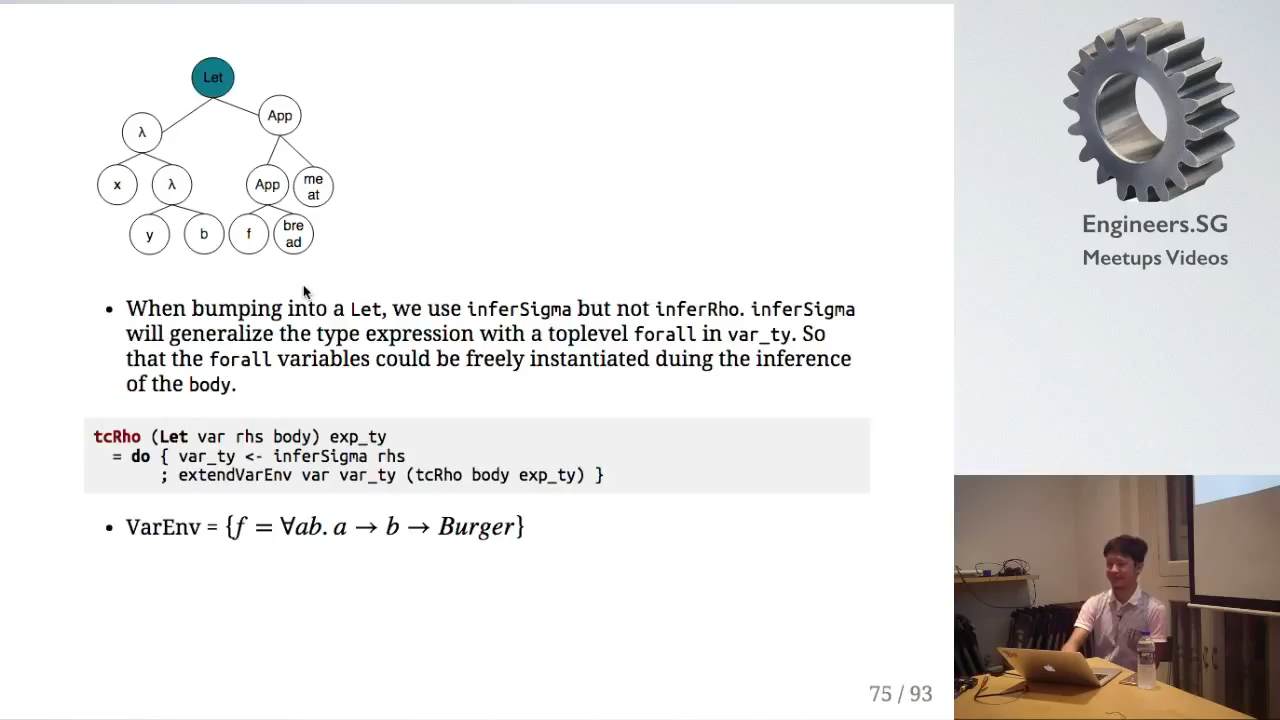 Let
App
λ
x
λ
App
me
at
y
b
f
bre
ad
• When bumping into a Let, we use inferSigma but not inferRho. inferSigma
will generalize the type expression with a toplevel forall in var_ty. So
that the forall variables could be freely instantiated duing the inference
of the body.
tcRho (Let var rhs body) exp_ty
= do { var_ty <- inferSigma rhs
; extendVarEnv var var_ty (tcRho body exp_ty) }
• VarEnv = {f = ∀ab. a → b → Burger}
75 / 93
Engineers.SG
Meetups Videos